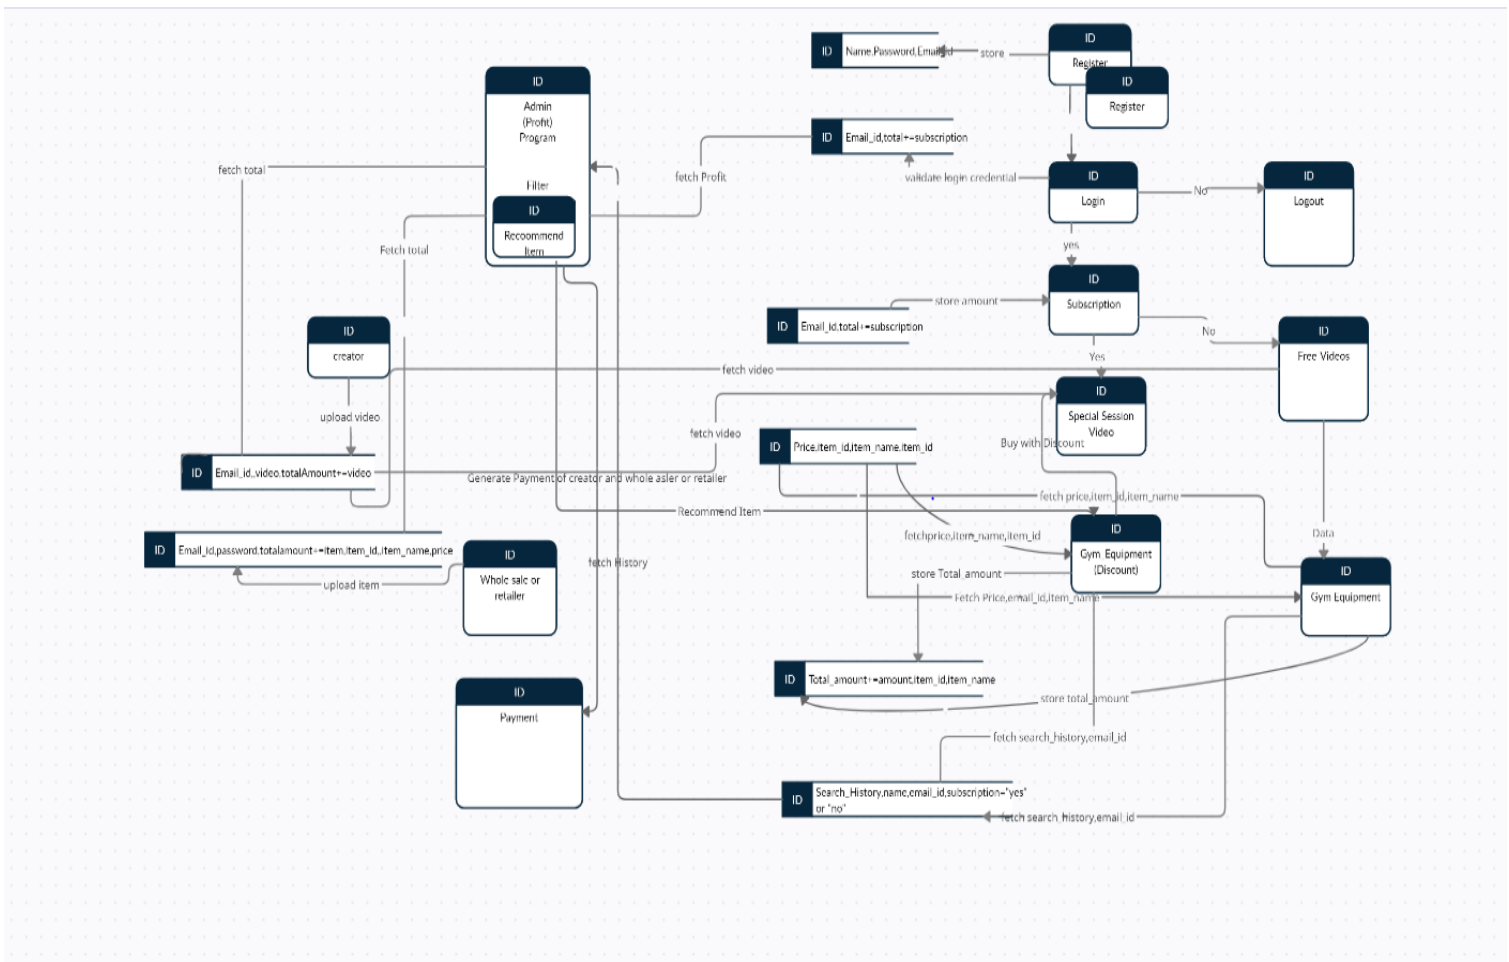 ID
Name,Password,Email_id
store
ID
Register
ID
Register
ID
Admin
(Profit)
Program
Filter
ID
Recoommend
Item
ID
Email_id,total+=subscription
fetch total
fetch Profit
validate login credential
ID
Login
No
ID
Logout
yes
Fetch total
ID
Subscription
store amount
ID
Email_id,total+=subscription
No
ID
Free Videos
ID
creator
Yes
fetch video
ID
Special Session
Video
upload video
fetch video
Buy with Discount
ID
Price,item_id,item_name,item_id
ID
Email_id,,video,totalAmount+=video
Generate Payment of creator and whole asler or retailer
fetch price,item_id,item_name
Recommend Item
ID
Gym Equipment
(Discount)
fetchprice,item_name,item_id
Data
ID
Email_id,password,totalamount+=item,item_id,,item_name,price
ID
Whole sale or
retailer
upload item
fetch History
store Total_amount
ID
Gym Equipment
Fetch Price,email_id,item_name
ID
Total_amount+=amount,item_id,item_name
store total_amount
ID
Payment
fetch search_history,email_id
ID
Search_History,name,email_id,subscription="yes"
or "no"
fetch search_history,email_id